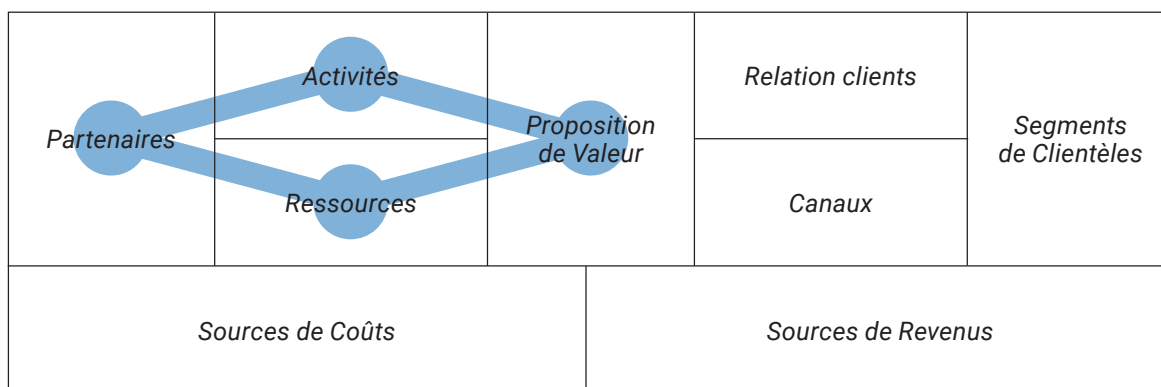 Partenaires
Activités
Ressources
Proposition
de Valeur
Relation clients
Canaux
Segments
de Clientèles
Sources de Coûts
Sources de Revenus